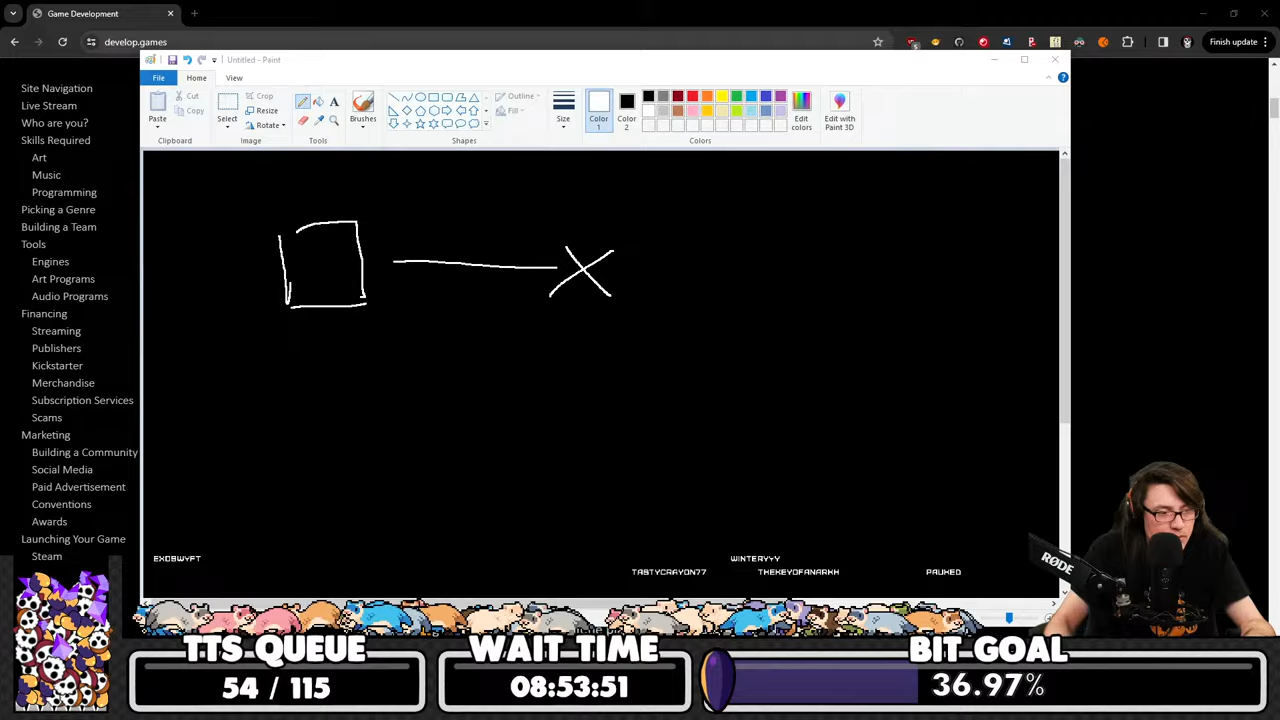 Game Development
develop.games
Finish update
Untitled - Paint
File Home View
Paste
Cut
Copy
Clipboard
Select
Crop
Resize
Rotate
Image
A
Tools
Brushes
Outline
Fill
Shapes
Size
Color 1
Color 2
Edit colors
Colors
Edit with Paint 3D
Site Navigation
Live Stream
Who are you?
Skills Required
Art
Music
Programming
Picking a Genre
Building a Team
Tools
Engines
Art Programs
Audio Programs
Financing
Streaming
Publishers
Kickstarter
Merchandise
Subscription Services
Scams
Marketing
Building a Community
Social Media
Paid Advertisement
Conventions
Awards
Launching Your Game
Steam
EXOBWYFT
WINTERYYY
TASTYCRAYON77
THEKEYOFANARKH
PAUKED
RØDE
TTS QUEUE
54 / 115
WAIT TIME
08:53:51
BIT GOAL
36.97%